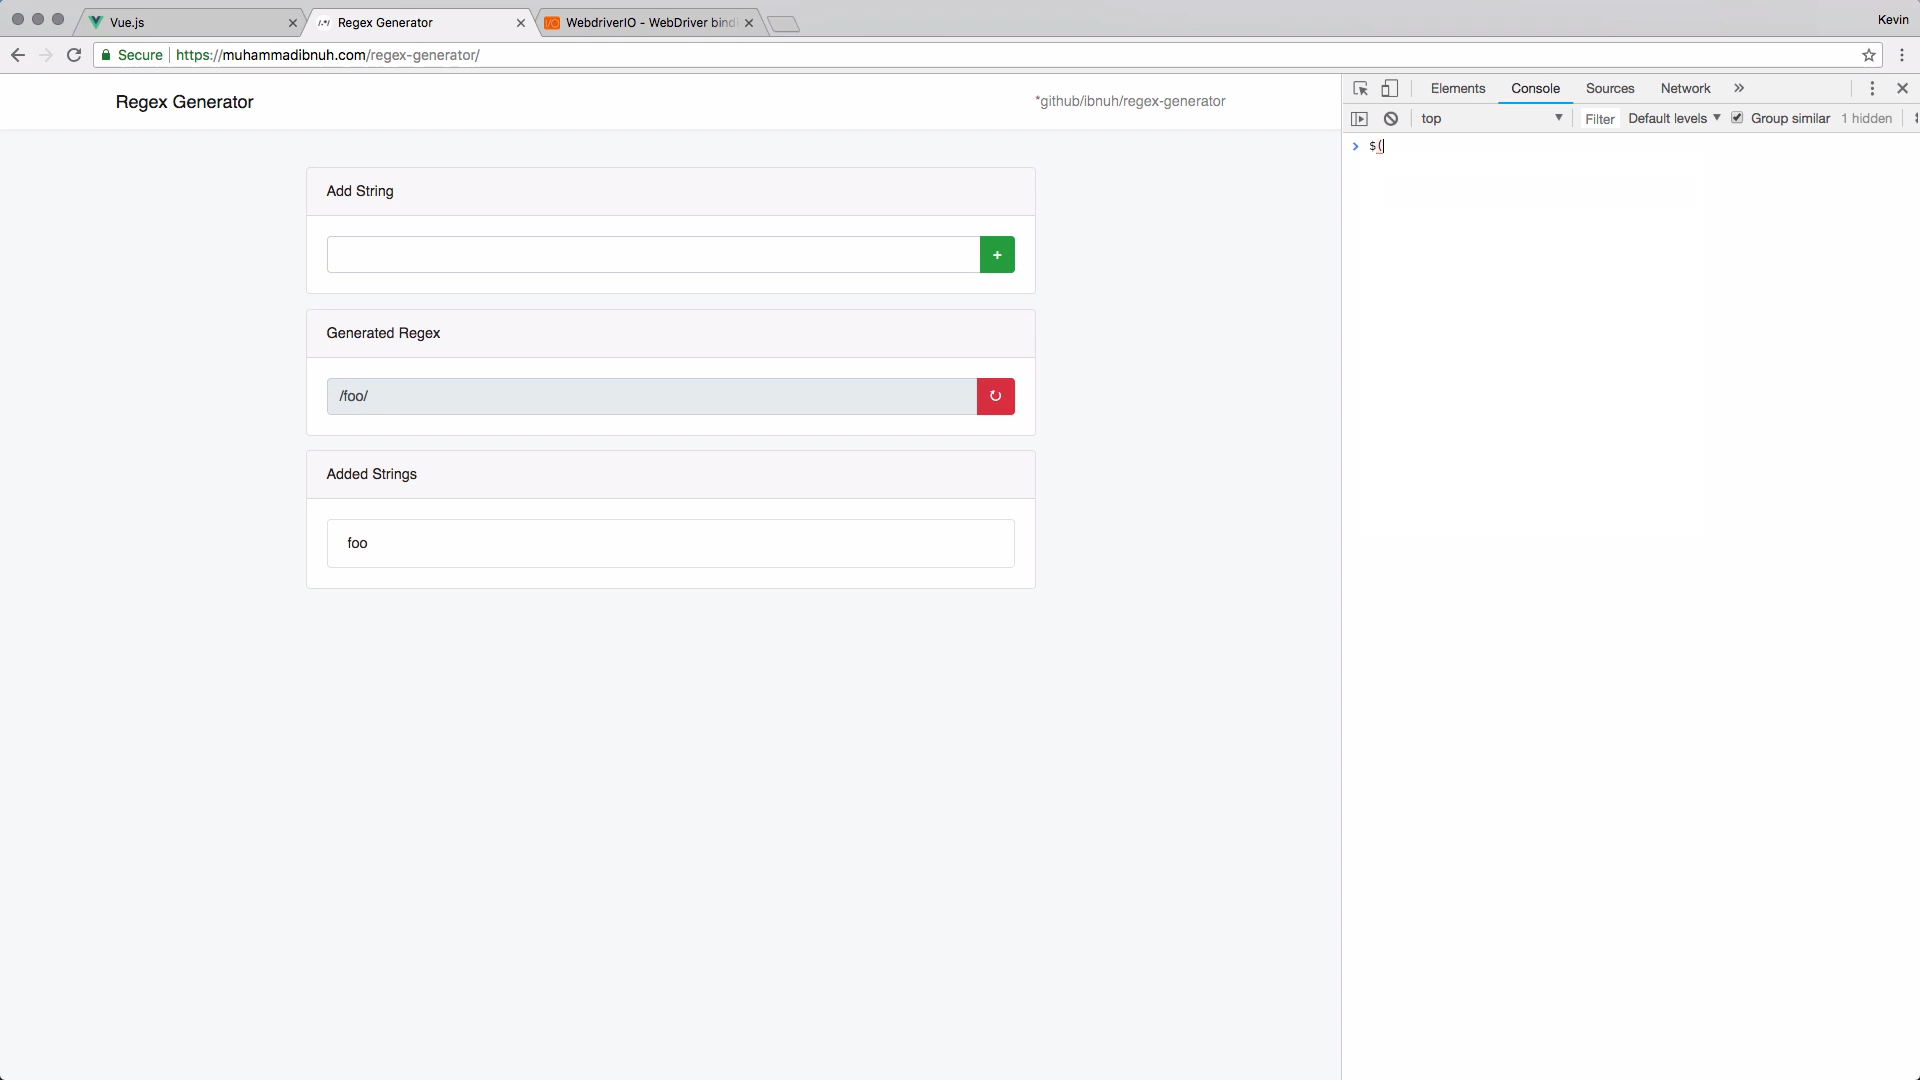 Vue.js
Regex Generator
WebdriverIO - WebDriver bind
Kevin
Secure
https://muhammadibnuh.com/regex-generator/
Regex Generator
*github/ibnuh/regex-generator
Add String
+
Generated Regex
/foo/
Added Strings
foo
Elements
Console
Sources
Network
»
top
Filter
Default levels
Group similar
1 hidden
$(